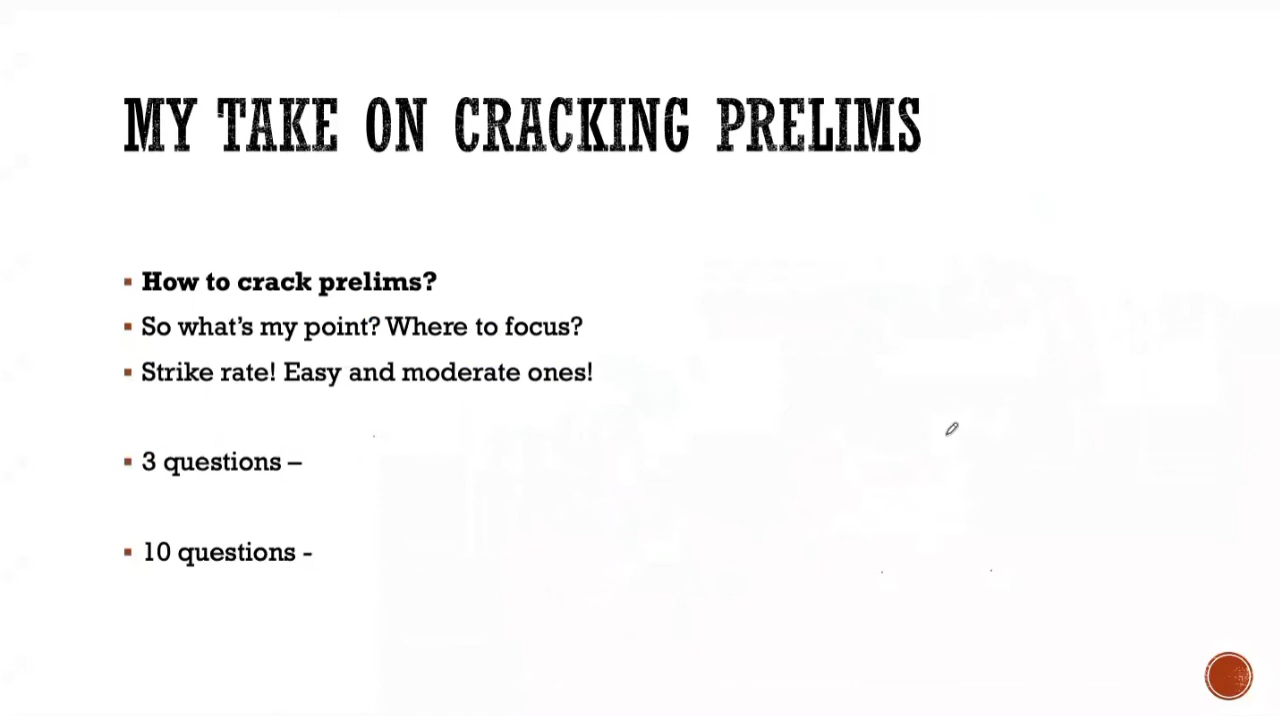 MY TAKE ON CRACKING PRELIMS
How to crack prelims?
So what's my point? Where to focus?
Strike rate! Easy and moderate ones!
3 questions –
10 questions -